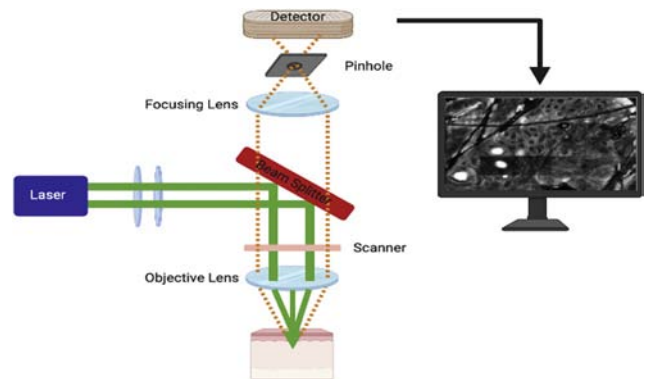 Detector
Pinhole
Focusing Lens
Beam Splitter
Laser
Scanner
Objective Lens